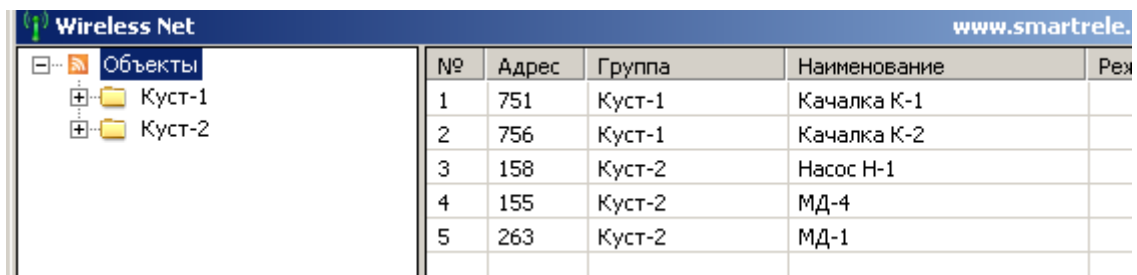 Wireless Net www.smartrele.
Объекты
Куст-1
Куст-2
№ Адрес Группа Наименование Реж
1 751 Куст-1 Качалка К-1
2 756 Куст-1 Качалка К-2
3 158 Куст-2 Насос Н-1
4 155 Куст-2 МД-4
5 263 Куст-2 МД-1